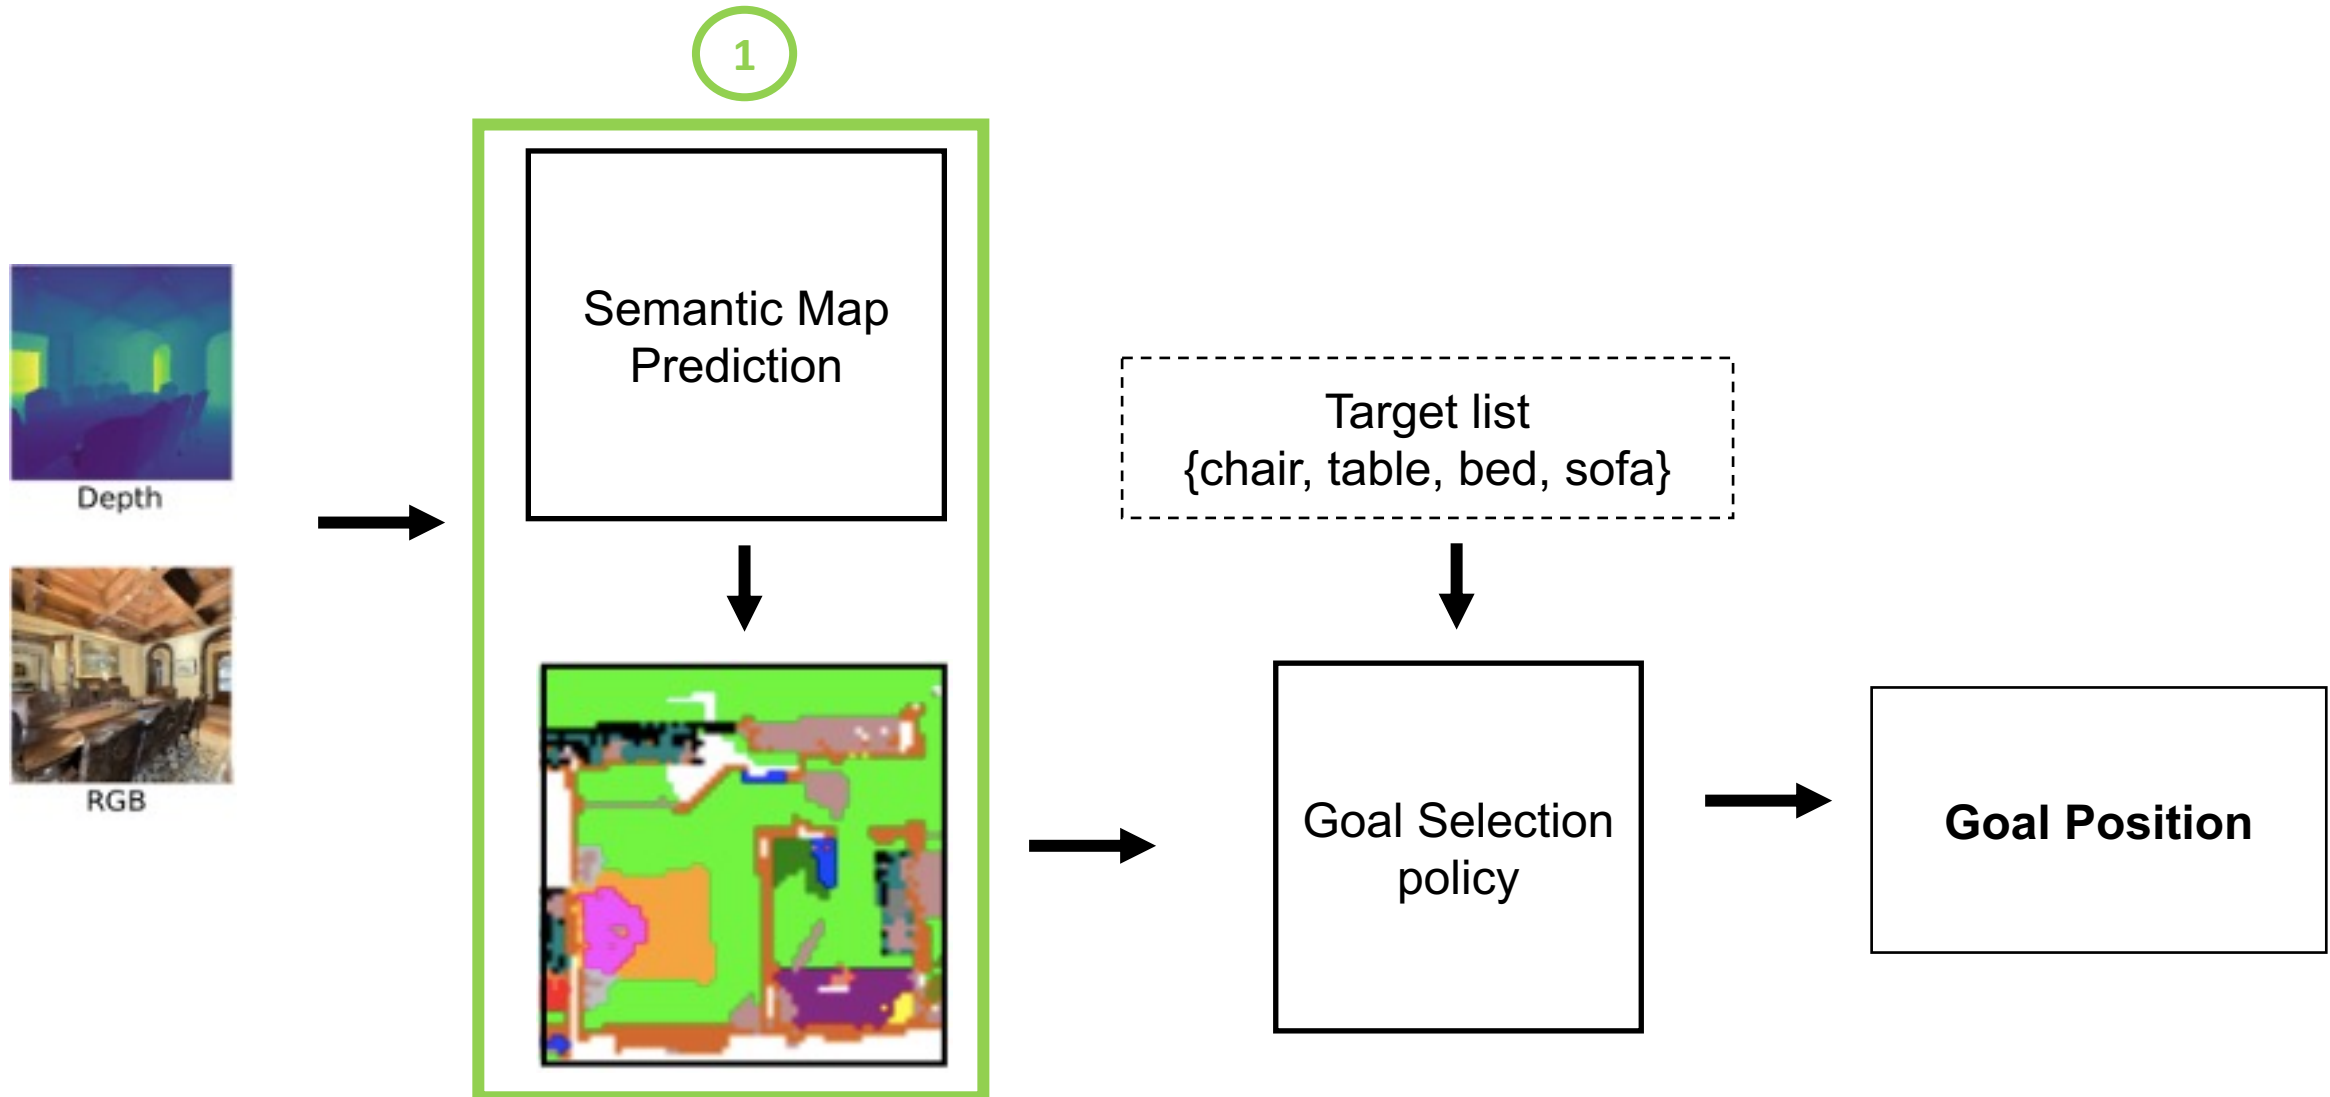 1
Semantic Map
Prediction
Depth
RGB
Target list
{chair, table, bed, sofa}
Goal Selection
policy
Goal Position